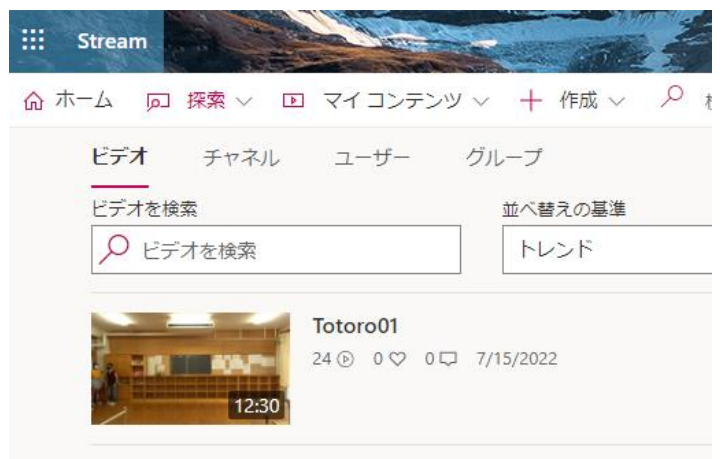 Stream
ホーム 探索 マイ コンテンツ 作成
ビデオ チャネル ユーザー グループ
ビデオを検索 並べ替えの基準
ビデオを検索 トレンド
Totoro01
24 0 0 7/15/2022
12:30